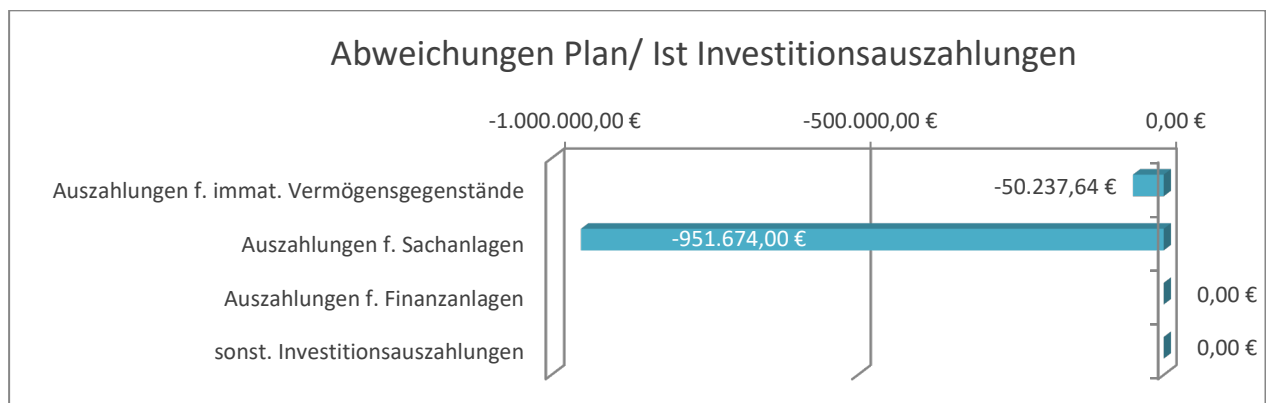 Abweichungen Plan/ Ist Investitionsauszahlungen
-1.000.000,00 € -500.000,00 € 0,00 €
Auszahlungen f. immat. Vermögensgegenstände -50.237,64 €
Auszahlungen f. Sachanlagen -951.674,00 €
Auszahlungen f. Finanzanlagen 0,00 €
sonst. Investitionsauszahlungen 0,00 €